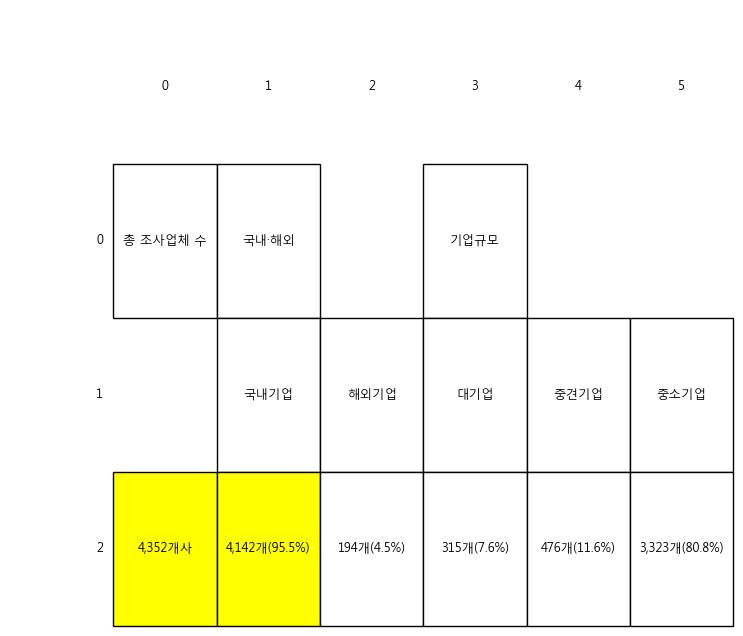 0 1 2 3 4 5
0 총 조사업체 수 국내·해외 기업규모
1 국내기업 해외기업 대기업 중견기업 중소기업
2 4,352개사 4,142개(95.5%) 194개(4.5%) 315개(7.6%) 476개(11.6%) 3,323개(80.8%)